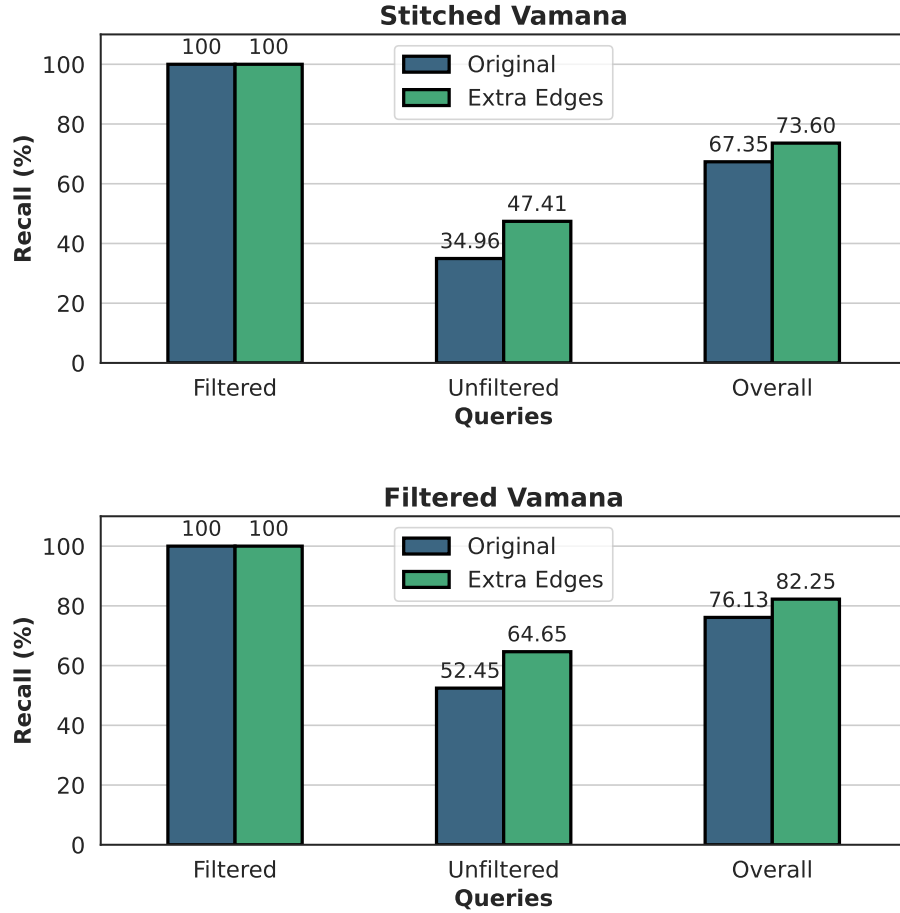 Stitched Vamana
100 100
Original
Extra Edges
34.96 47.41
67.35 73.60
Recall (%)
100
80
60
40
20
0
Filtered Unfiltered Overall
Queries
Filtered Vamana
100 100
Original
Extra Edges
52.45 64.65
76.13 82.25
Recall (%)
100
80
60
40
20
0
Filtered Unfiltered Overall
Queries